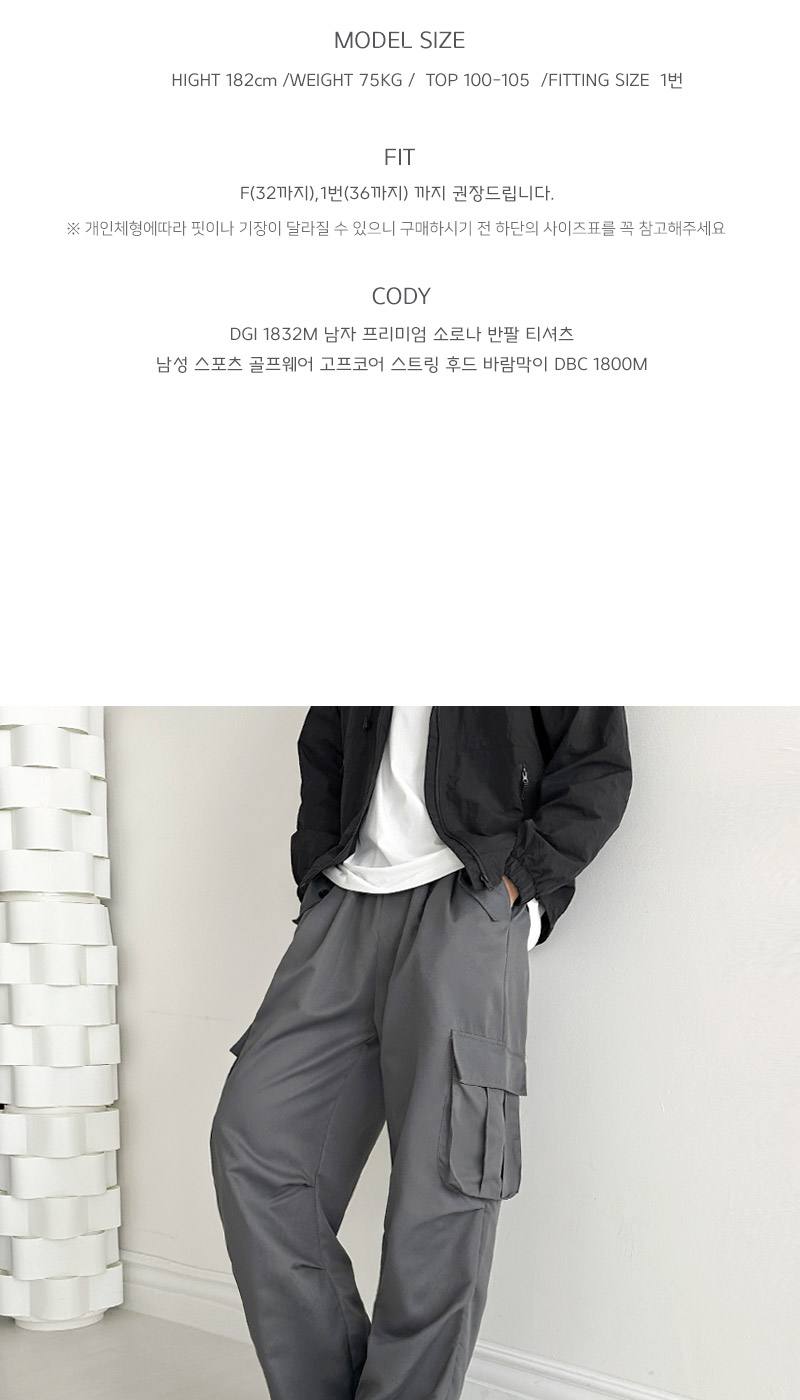 MODEL SIZE
HIGHT 182cm /WEIGHT 75KG / TOP 100-105 /FITTING SIZE 1번
FIT
F(32까지),1번(36까지) 까지 권장드립니다.
※ 개인체형에따라 핏이나 기장이 달라질 수 있으니 구매하시기 전 하단의 사이즈표를 꼭 참고해주세요
CODY
DGI 1832M 남자 프리미엄 소로나 반팔 티셔츠
남성 스포츠 골프웨어 고프코어 스트링 후드 바람막이 DBC 1800M